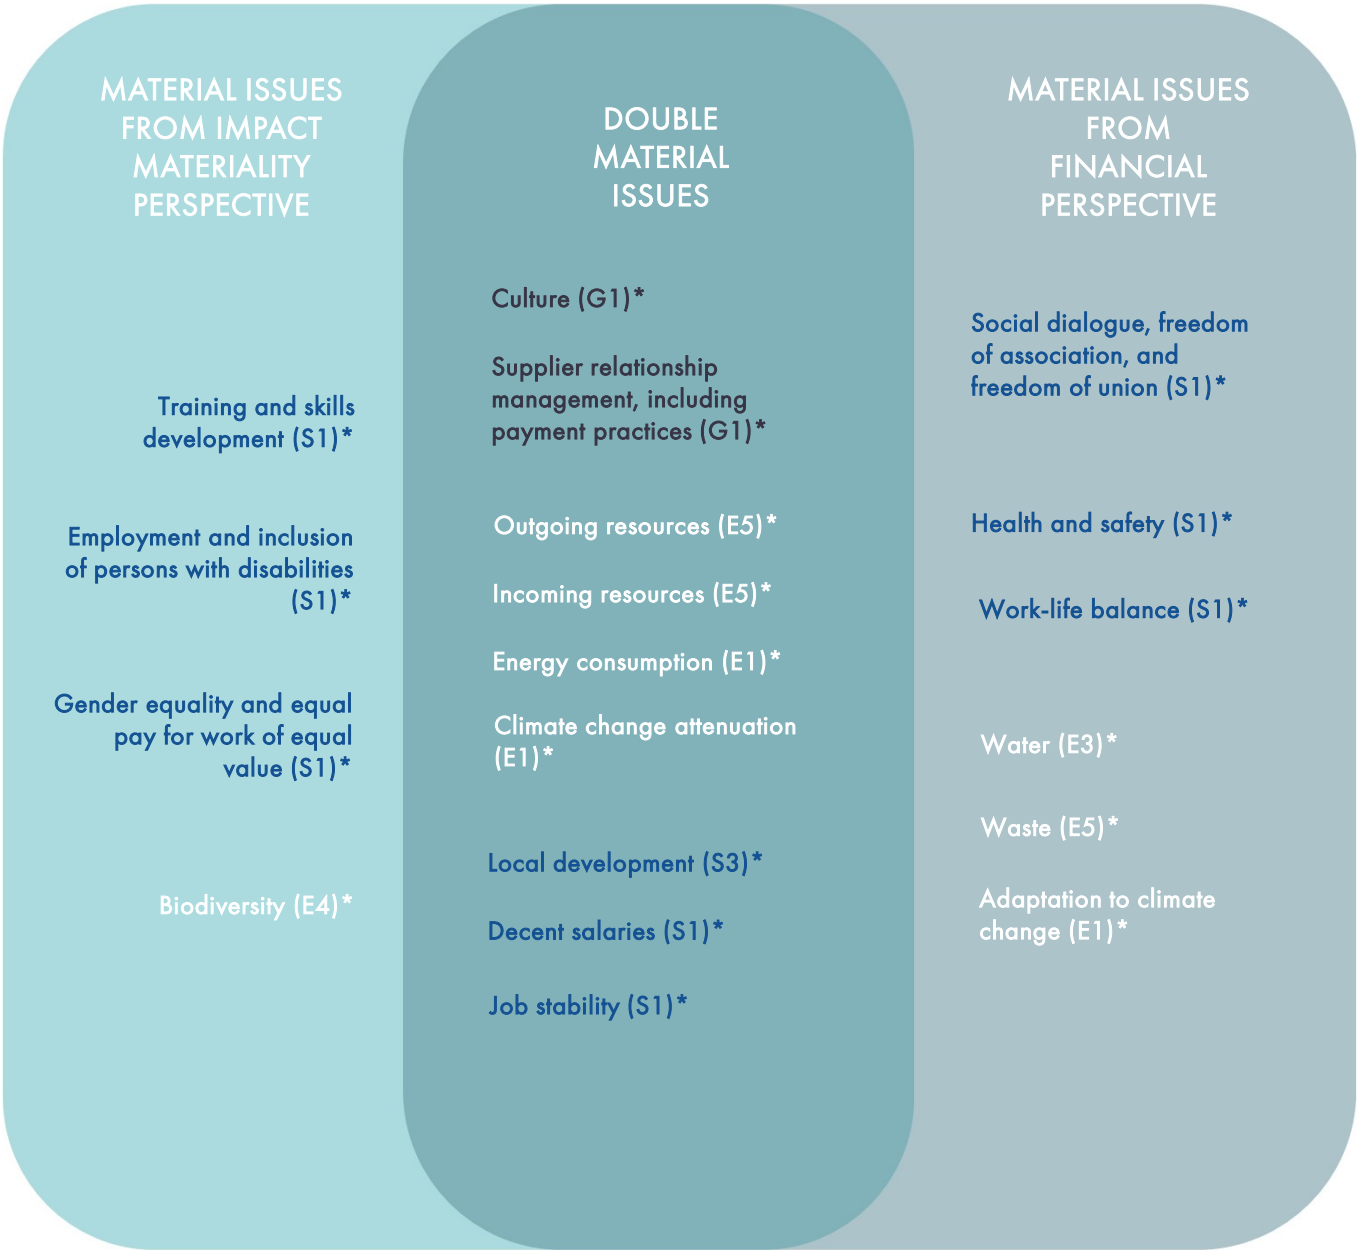 MATERIAL ISSUES
FROM IMPACT
MATERIALITY
PERSPECTIVE
Training and skills
development (S1)*
Employment and inclusion
of persons with disabilities
(S1)*
Gender equality and equal
pay for work of equal
value (S1)*
Biodiversity (E4)*
DOUBLE
MATERIAL
ISSUES
Culture (G1)*
Supplier relationship
management, including
payment practices (G1)*
Outgoing resources (E5)*
Incoming resources (E5)*
Energy consumption (E1)*
Climate change attenuation
(E1)*
Local development (S3)*
Decent salaries (S1)*
Job stability (S1)*
MATERIAL ISSUES
FROM
FINANCIAL
PERSPECTIVE
Social dialogue, freedom
of association, and
freedom of union (S1)*
Health and safety (S1)*
Work-life balance (S1)*
Water (E3)*
Waste (E5)*
Adaptation to climate
change (E1)*